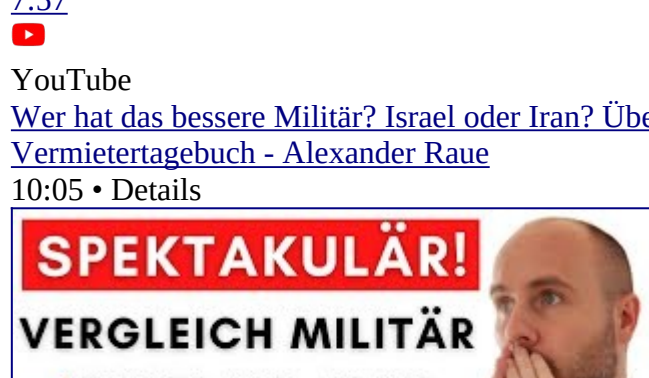 7:57
YouTube
Wer hat das bessere Militär? Israel oder Iran? Übe
Vermietertagebuch - Alexander Raue
10:05 • Details
SPEKTAKULÄR!
VERGLEICH MILITÄR